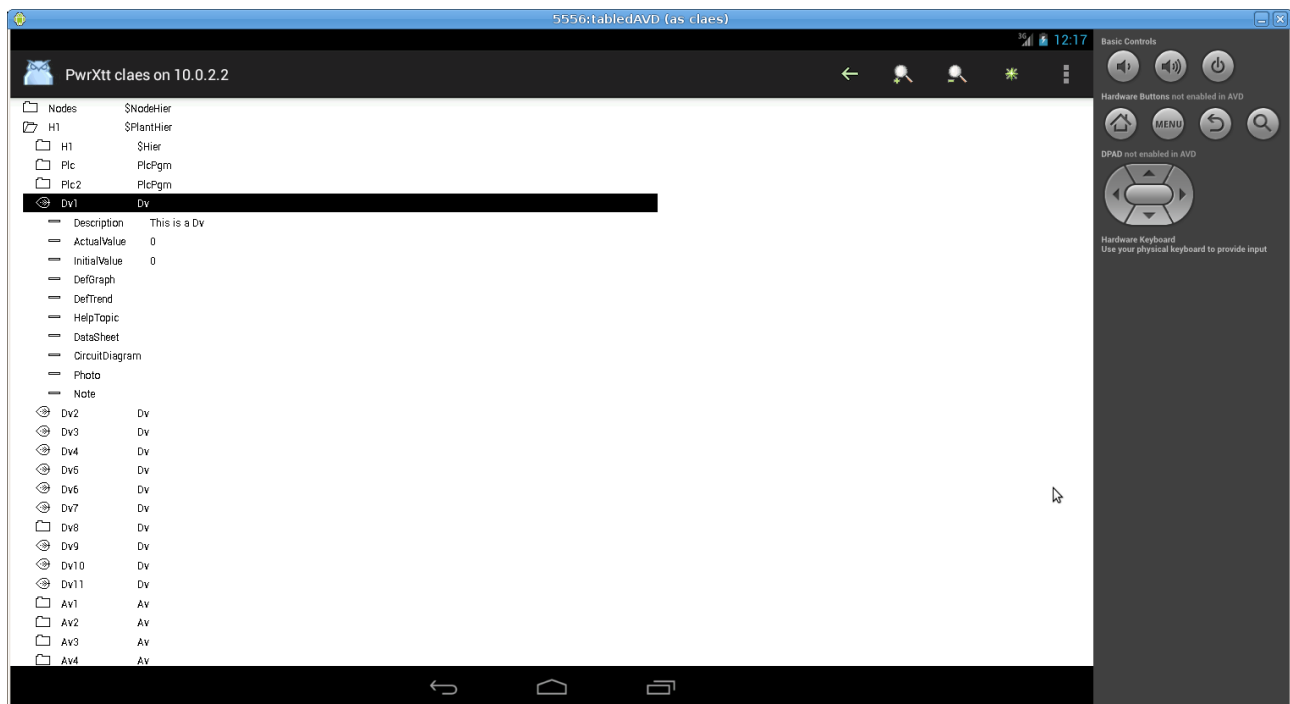 5556:tabledAVD (as claes)
3G 12:17
PwrXtt claes on 10.0.2.2
Nodes $NodeHier
H1 $PlantHier
H1 $Hier
Plc PlcPgm
Plc2 PlcPgm
Dv1 Dv
Description This is a Dv
ActualValue 0
InitialValue 0
DefGraph
DefTrend
HelpTopic
DataSheet
CircuitDiagram
Photo
Note
Dv2 Dv
Dv3 Dv
Dv4 Dv
Dv5 Dv
Dv6 Dv
Dv7 Dv
Dv8 Dv
Dv9 Dv
Dv10 Dv
Dv11 Dv
Av1 Av
Av2 Av
Av3 Av
Av4 Av
Basic Controls
Hardware Buttons not enabled in AVD
MENU
DPAD not enabled in AVD
Hardware Keyboard
Use your physical keyboard to provide input